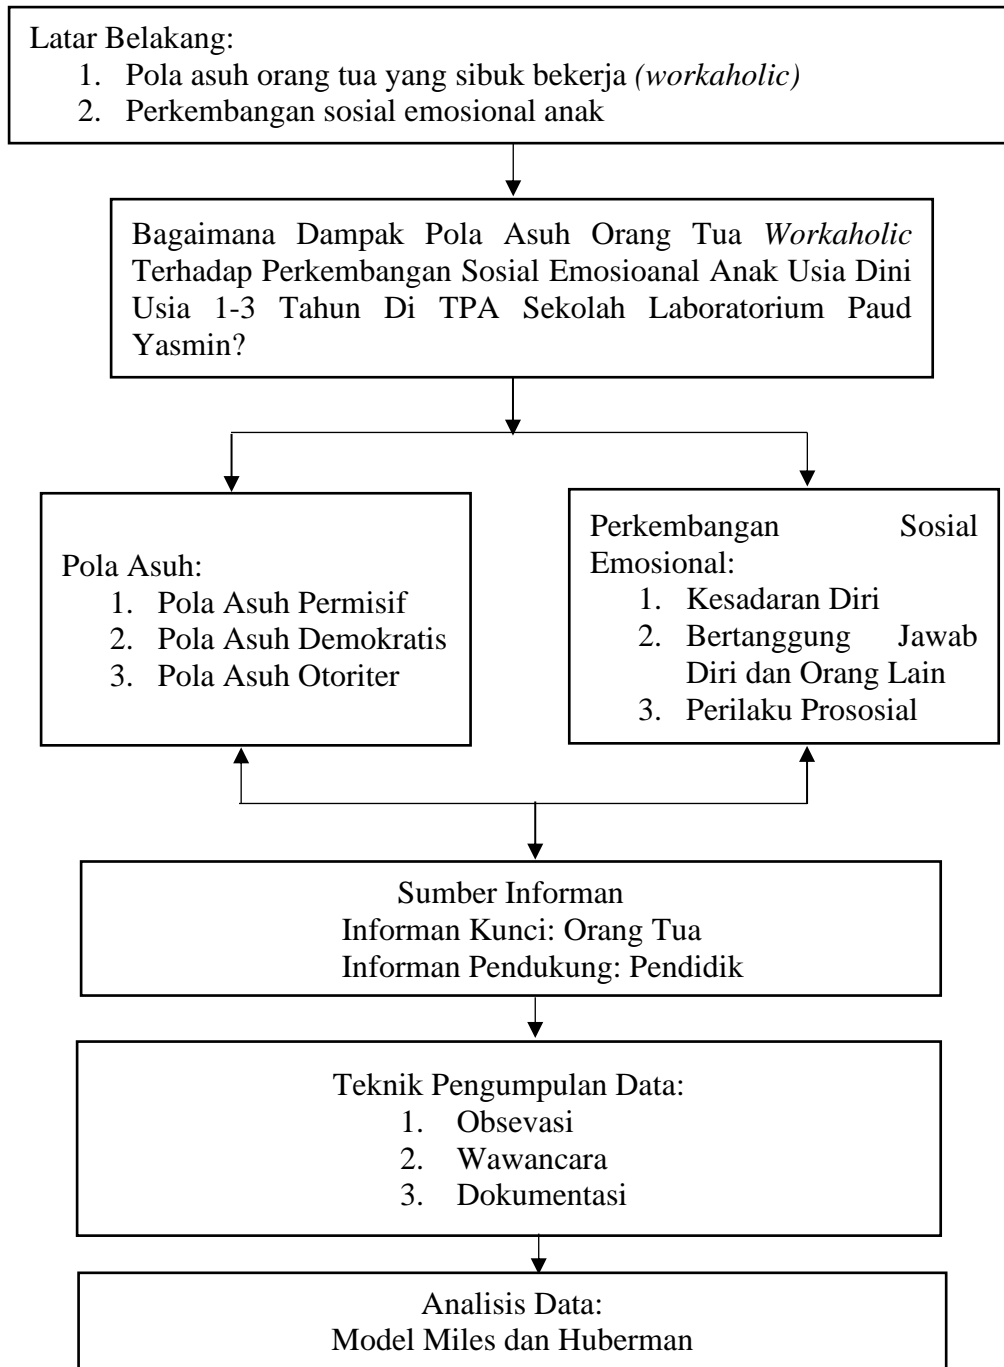 Latar Belakang:
1. Pola asuh orang tua yang sibuk bekerja (workaholic)
2. Perkembangan sosial emosional anak
Bagaimana Dampak Pola Asuh Orang Tua Workaholic
Terhadap Perkembangan Sosial Emosioanal Anak Usia Dini
Usia 1-3 Tahun Di TPA Sekolah Laboratorium Paud
Yasmin?
Pola Asuh:
1. Pola Asuh Permisif
2. Pola Asuh Demokratis
3. Pola Asuh Otoriter
Perkembangan Sosial
Emosional:
1. Kesadaran Diri
2. Bertanggung Jawab
Diri dan Orang Lain
3. Perilaku Prososial
Sumber Informan
Informan Kunci: Orang Tua
Informan Pendukung: Pendidik
Teknik Pengumpulan Data:
1. Obsevasi
2. Wawancara
3. Dokumentasi
Analisis Data:
Model Miles dan Huberman